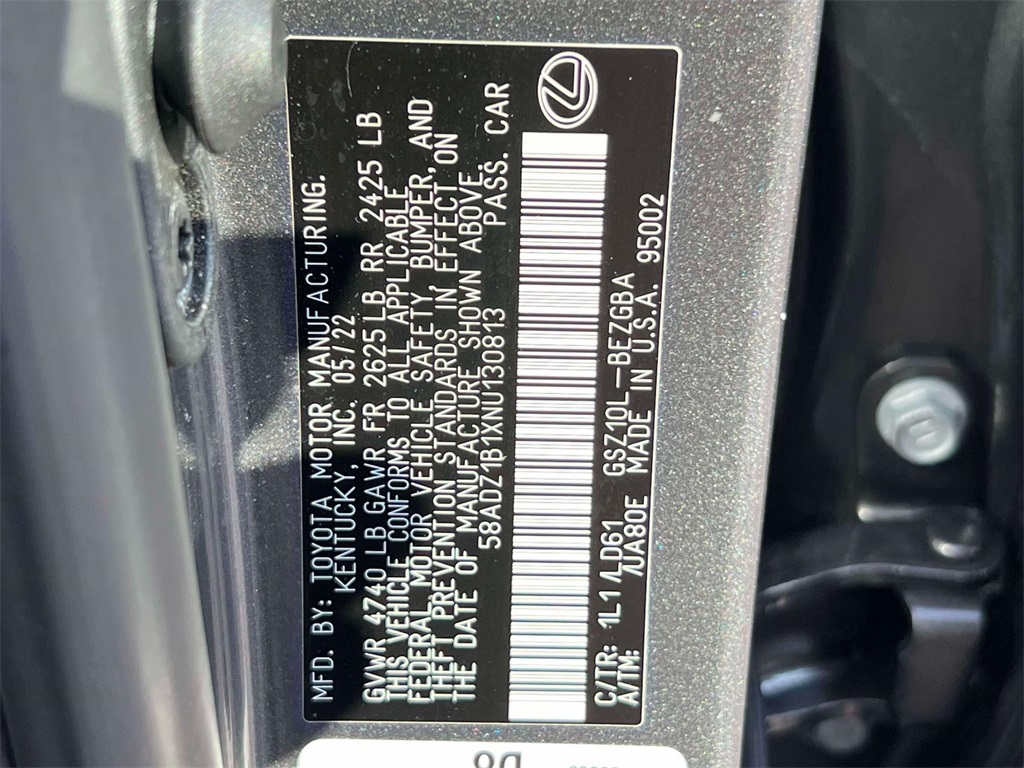 MFD. BY: TOYOTA MOTOR MANUFACTURING,
KENTUCKY, INC. 05/22
GVWR 4740 LB GAWR FR 2625 LB RR 2425 LB
THIS VEHICLE CONFORMS TO ALL APPLICABLE
FEDERAL MOTOR VEHICLE SAFETY, BUMPER, AND
THEFT PREVENTION STANDARDS IN EFFECT ON
THE DATE OF MANUFACTURE SHOWN ABOVE.
58ADZ1B1XNU130813 PASS. CAR
C/TR: 1L1/LD61 GSZ10L-BEZGBA
A/TM: /UA80E MADE IN U.S.A. 95002